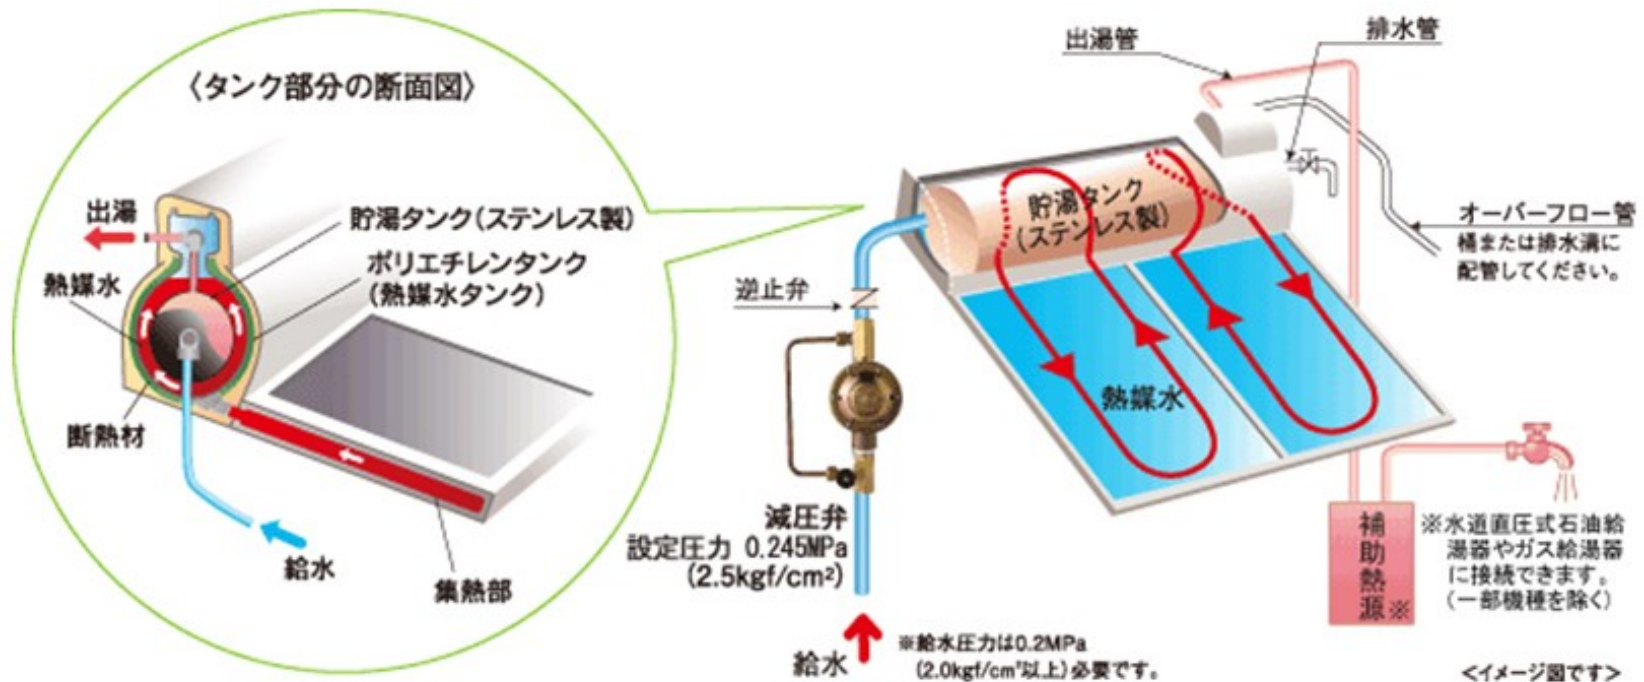 〈タンク部分の断面図〉
出湯
貯湯タンク(ステンレス製)
ポリエチレンタンク
(熱媒水タンク)
熱媒水
断熱材
給水
集熱部
出湯管
排水管
貯湯タンク
(ステンレス製)
オーバーフロー管
桶または排水溝に
配管してください。
逆止弁
熱媒水
減圧弁
設定圧力 0.245MPa
(2.5kgf/cm²)
給水
※給水圧力は0.2MPa
(2.0kgf/cm²以上)必要です。
補助熱源※
※水道直圧式石油給
湯器やガス給湯器
に接続できます。
(一部機種を除く)
<イメージ図です>